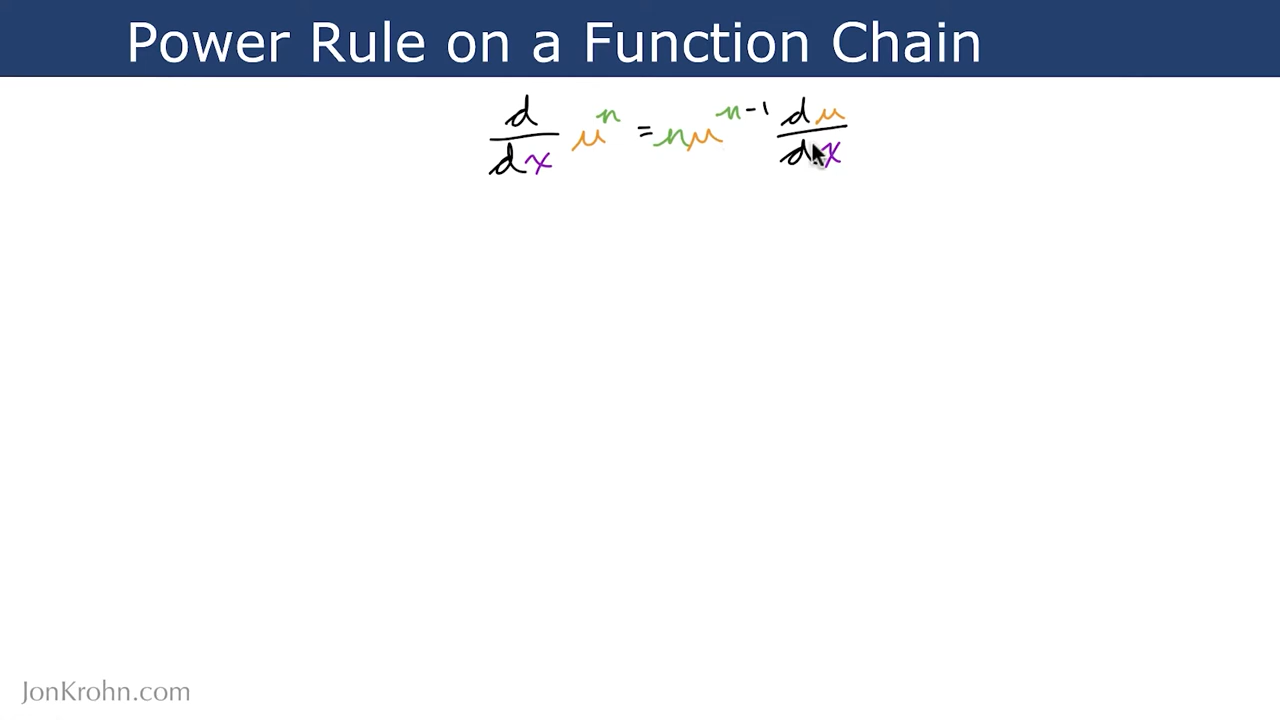 Power Rule on a Function Chain
d/dx u^n = nu^(n-1) du/dx
JonKrohn.com